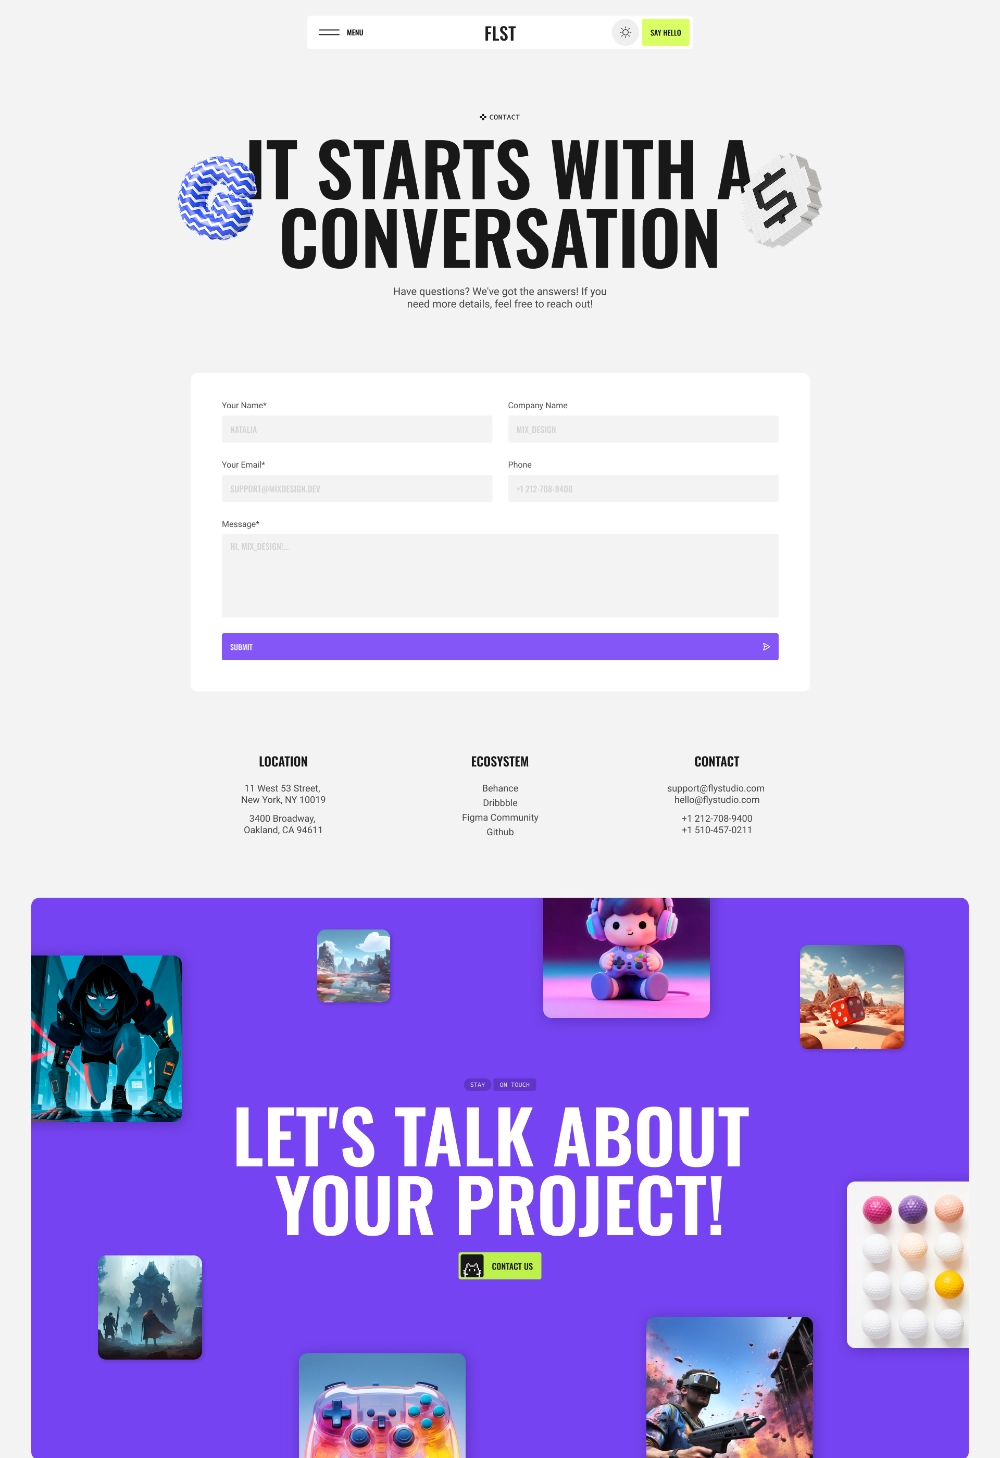 MENU
FLST
SAY HELLO
CONTACT
IT STARTS WITH A
CONVERSATION
Have questions? We've got the answers! If you
need more details, feel free to reach out!
Your Name*
Company Name
NATALIA
MIX_DESIGN
Your Email*
Phone
SUPPORT@MIXDESIGN.DEV
+1 212-708-9400
Message*
HI, MIX_DESIGN!...
SUBMIT
LOCATION
11 West 53 Street,
New York, NY 10019
3400 Broadway,
Oakland, CA 94611
ECOSYSTEM
Behance
Dribbble
Figma Community
Github
CONTACT
support@flystudio.com
hello@flystudio.com
+1 212-708-9400
+1 510-457-0211
STAY ON TOUCH
LET'S TALK ABOUT
YOUR PROJECT!
CONTACT US